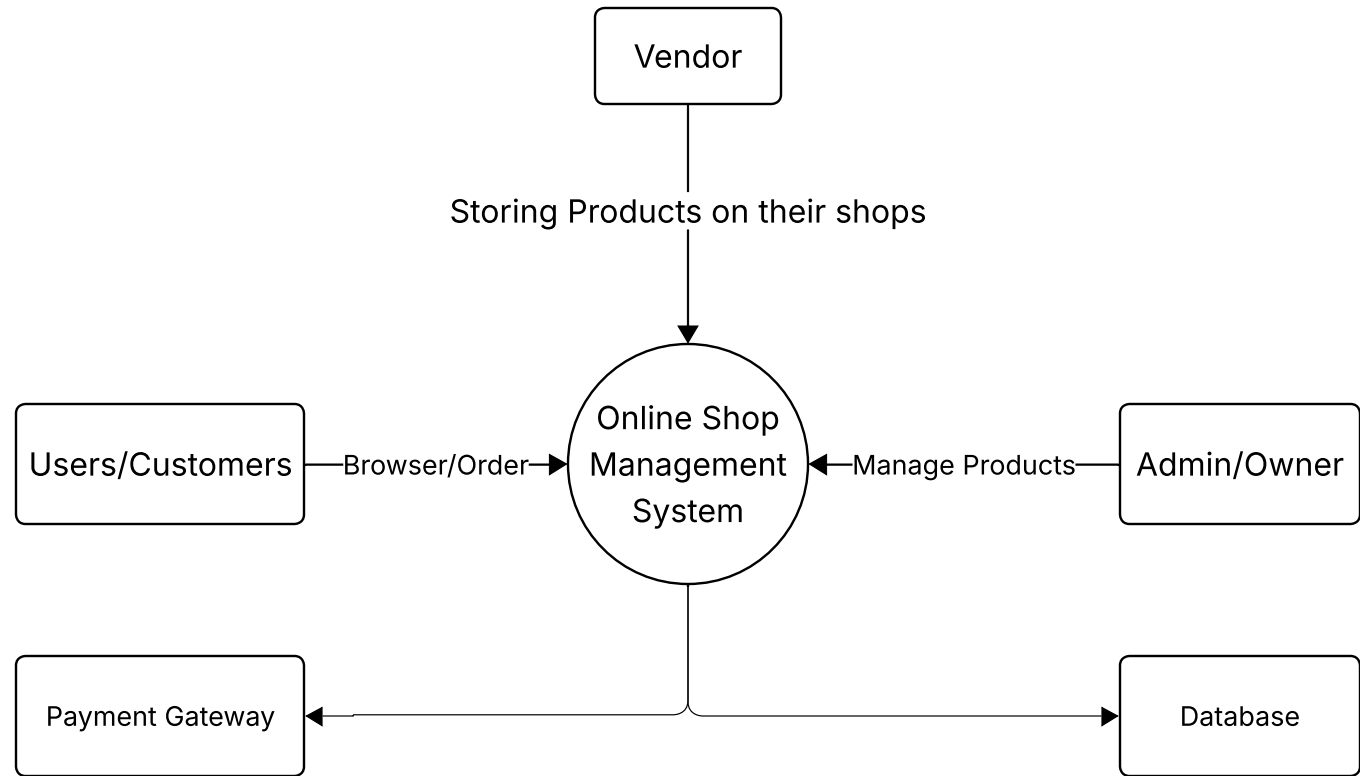 Vendor
Storing Products on their shops
Online Shop
Management
System
Users/Customers
Browser/Order
Manage Products
Admin/Owner
Payment Gateway
Database